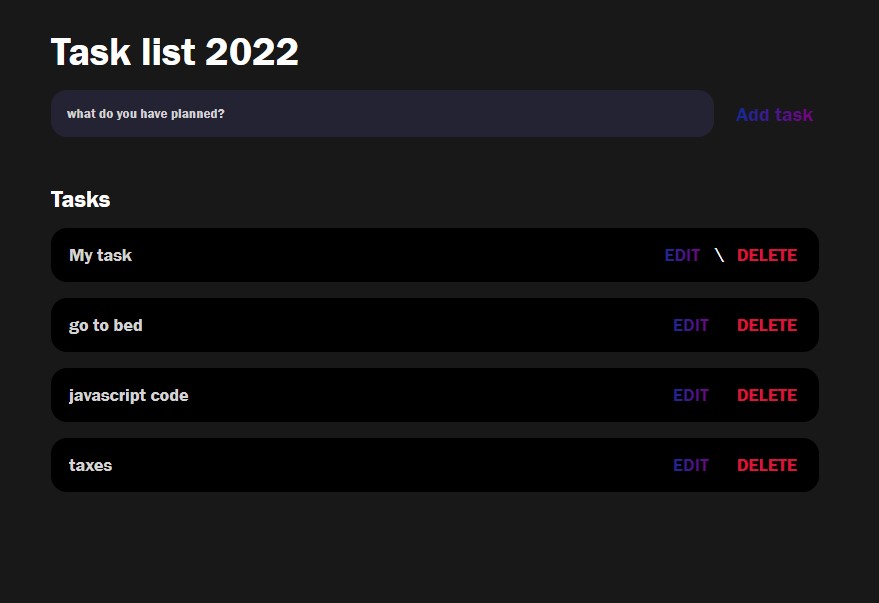 Task list 2022
what do you have planned? Add task
Tasks
My task EDIT \ DELETE
go to bed EDIT DELETE
javascript code EDIT DELETE
taxes EDIT DELETE